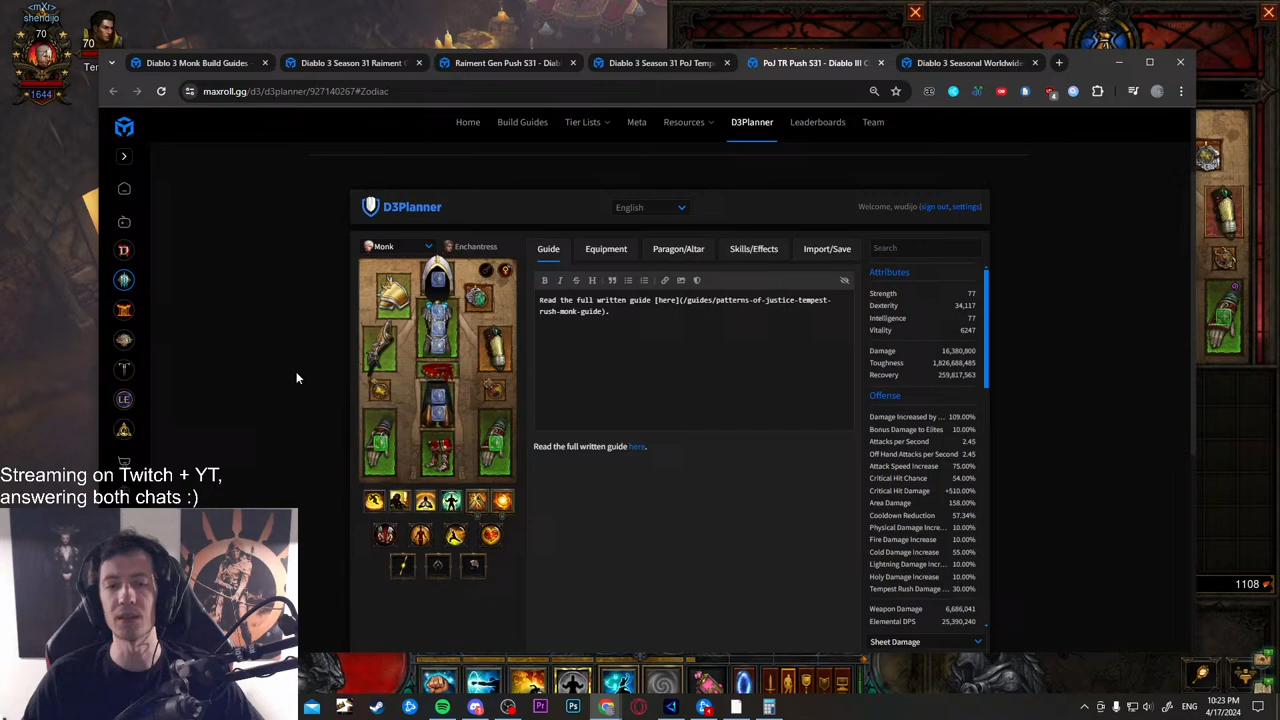 <mXr>
shendijo
70
70
Ter
1644
Diablo 3 Monk Build Guides
Diablo 3 Season 31 Raiment
Raiment Gen Push S31 - Diab
Diablo 3 Season 31 PoJ Temp
PoJ TR Push S31 - Diablo III C
Diablo 3 Seasonal Worldwide
maxroll.gg/d3/d3planner/927140267#Zodiac
Home
Build Guides
Tier Lists
Meta
Resources
D3Planner
Leaderboards
Team
D3Planner
English
Welcome, wudijo (sign out, settings)
Monk
Enchantress
Guide
Equipment
Paragon/Altar
Skills/Effects
Import/Save
Search
Read the full written guide [here](/guides/patterns-of-justice-tempest-
rush-monk-guide).
Read the full written guide here.
Attributes
Strength 77
Dexterity 34,117
Intelligence 77
Vitality 6247
Damage 16,380,800
Toughness 1,826,688,485
Recovery 259,817,563
Offense
Damage Increased by ... 109.00%
Bonus Damage to Elites 10.00%
Attacks per Second 2.45
Off Hand Attacks per Second 2.45
Attack Speed Increase 75.00%
Critical Hit Chance 54.00%
Critical Hit Damage +510.00%
Area Damage 158.00%
Cooldown Reduction 57.34%
Physical Damage Incre... 10.00%
Fire Damage Increase 10.00%
Cold Damage Increase 55.00%
Lightning Damage Incr... 10.00%
Holy Damage Increase 10.00%
Tempest Rush Damage ... 30.00%
Weapon Damage 6,686,041
Elemental DPS 25,390,240
Sheet Damage
LE
Streaming on Twitch + YT,
answering both chats :)
1108
ENG
10:23 PM
4/17/2024